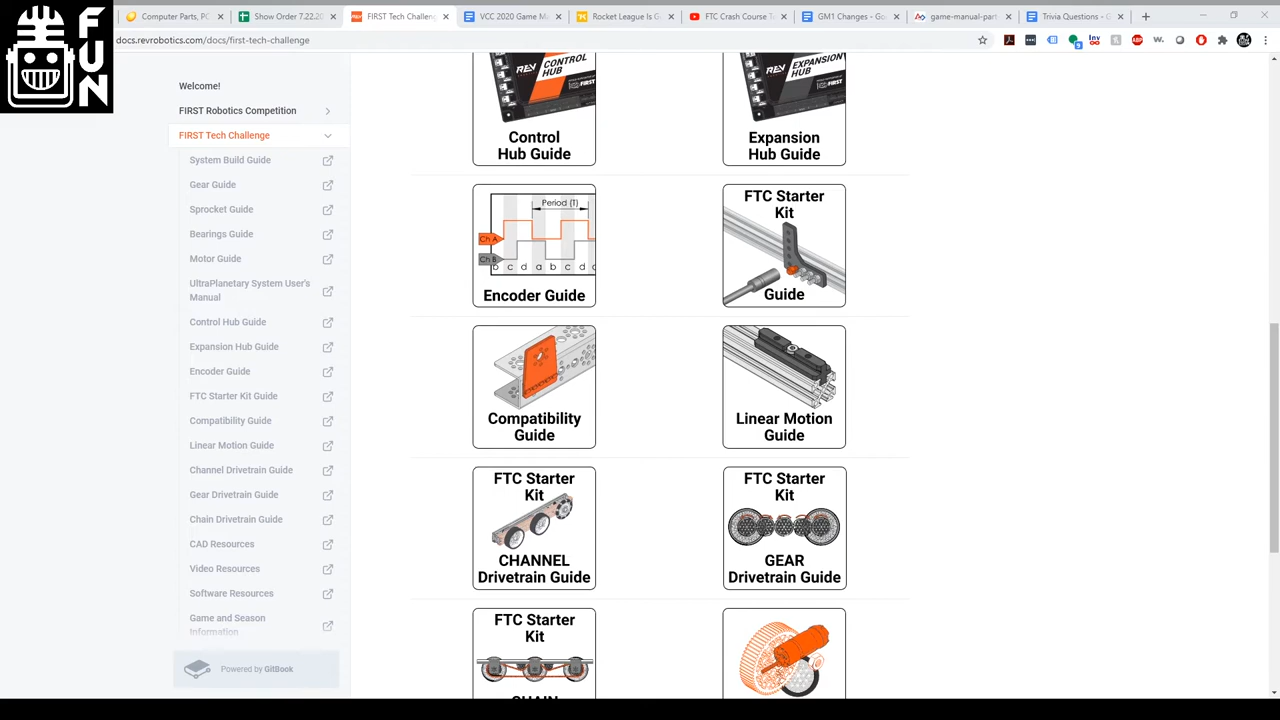 FUN
Computer Parts, PC
Show Order 7.22.20
FIRST Tech Challeng
VCC 2020 Game M
Rocket League Is G
FTC Crash Course T
GM1 Changes - Go
game-manual-part
Trivia Questions - G
docs.revrobotics.com/docs/first-tech-challenge
Welcome!
FIRST Robotics Competition
FIRST Tech Challenge
System Build Guide
Gear Guide
Sprocket Guide
Bearings Guide
Motor Guide
UltraPlanetary System User's
Manual
Control Hub Guide
Expansion Hub Guide
Encoder Guide
FTC Starter Kit Guide
Compatibility Guide
Linear Motion Guide
Channel Drivetrain Guide
Gear Drivetrain Guide
Chain Drivetrain Guide
CAD Resources
Video Resources
Software Resources
Game and Season
Information
Powered by GitBook
REV CONTROL
HUB
Control
Hub Guide
REV EXPANSION
HUB
Expansion
Hub Guide
Period (T)
Ch A
Ch B
b c d a b c d
Encoder Guide
FTC Starter
Kit
Guide
Compatibility
Guide
Linear Motion
Guide
FTC Starter
Kit
CHANNEL
Drivetrain Guide
FTC Starter
Kit
GEAR
Drivetrain Guide
FTC Starter
Kit
CHAIN